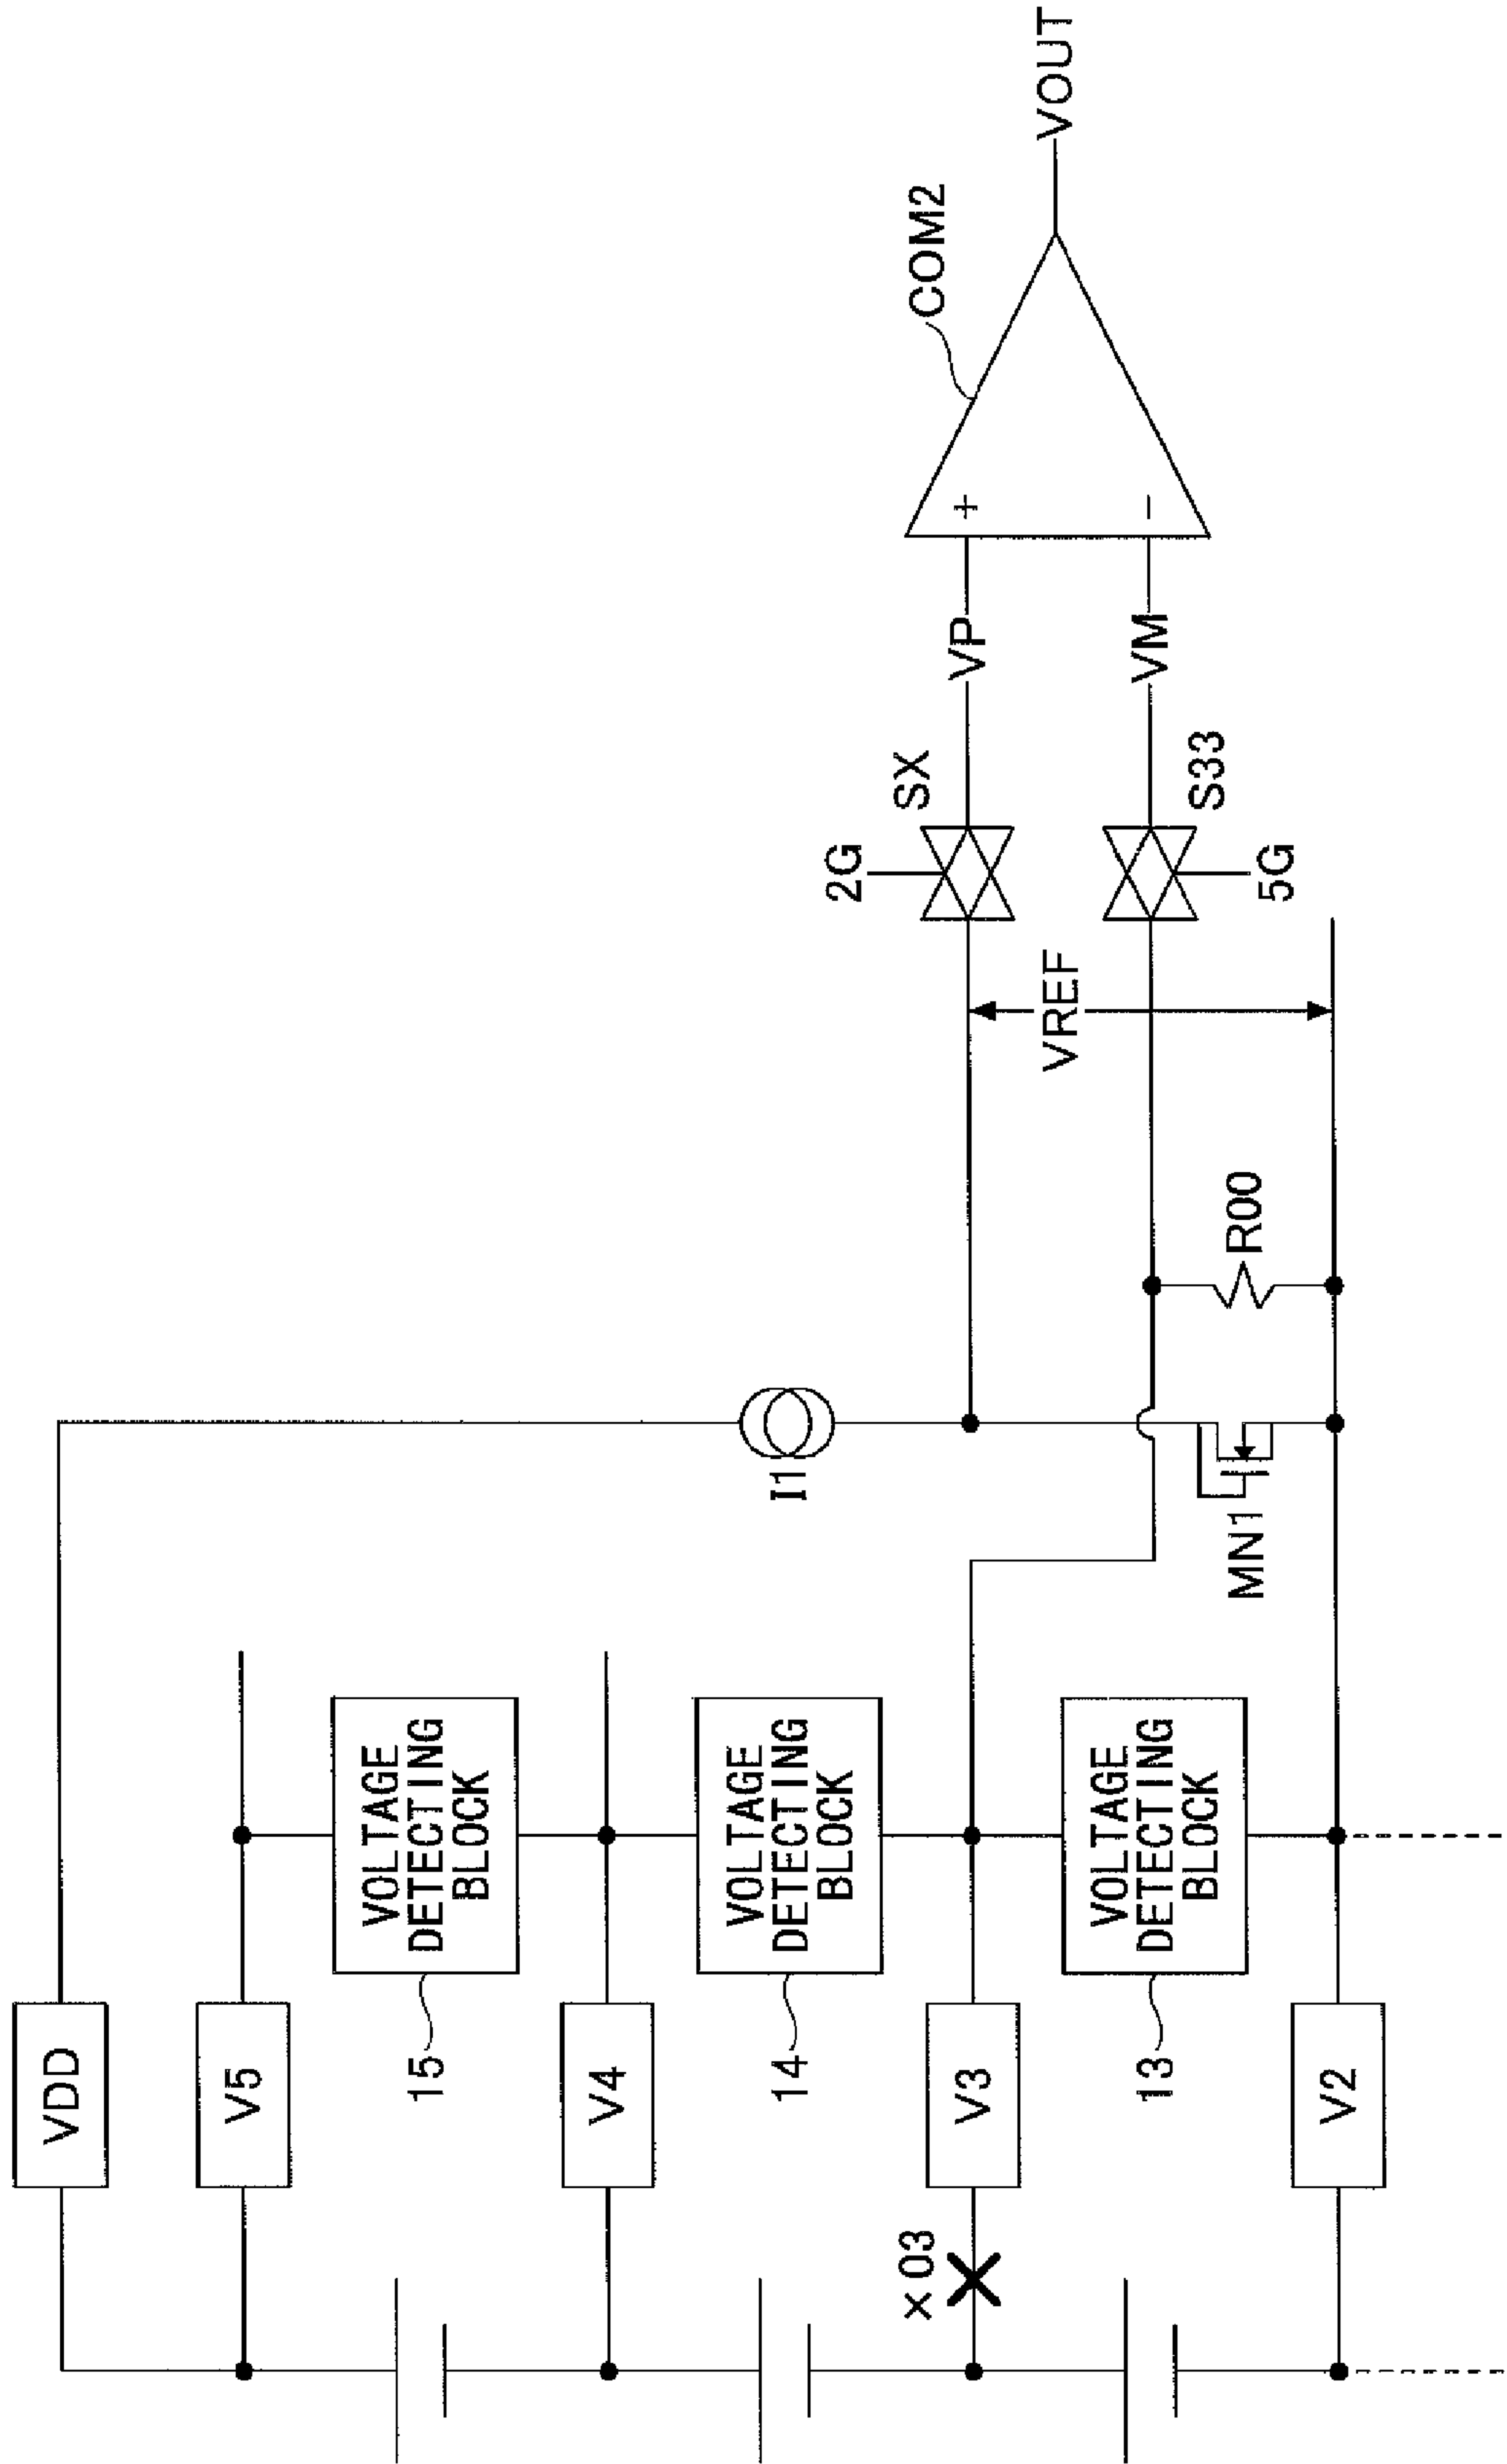 VDD
V5
VOLTAGE
DETECTING
BLOCK
15
V4
VOLTAGE
DETECTING
BLOCK
14
×03
V3
VOLTAGE
DETECTING
BLOCK
13
V2
I1
MN1
R00
VREF
2G
SX
S33
5G
VP
VM
+
−
COM2
VOUT